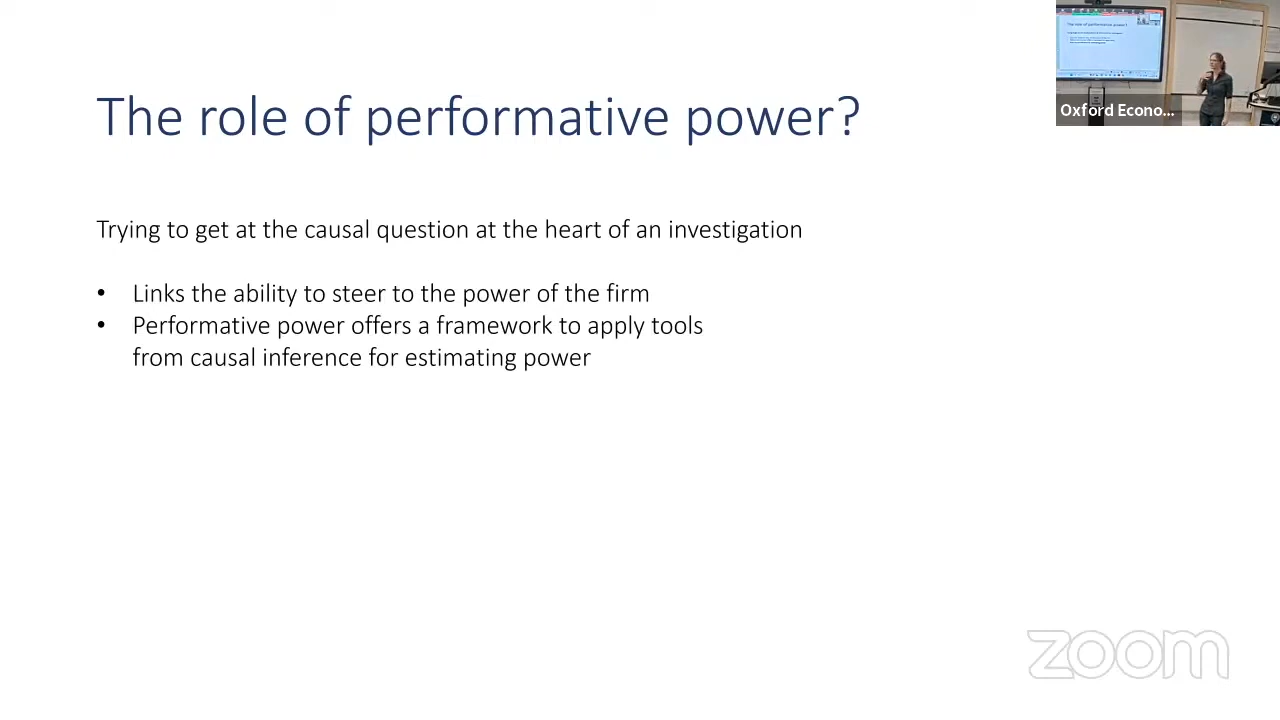 The role of performative power?
Oxford Econo...
Trying to get at the causal question at the heart of an investigation
• Links the ability to steer to the power of the firm
• Performative power offers a framework to apply tools
from causal inference for estimating power
zoom